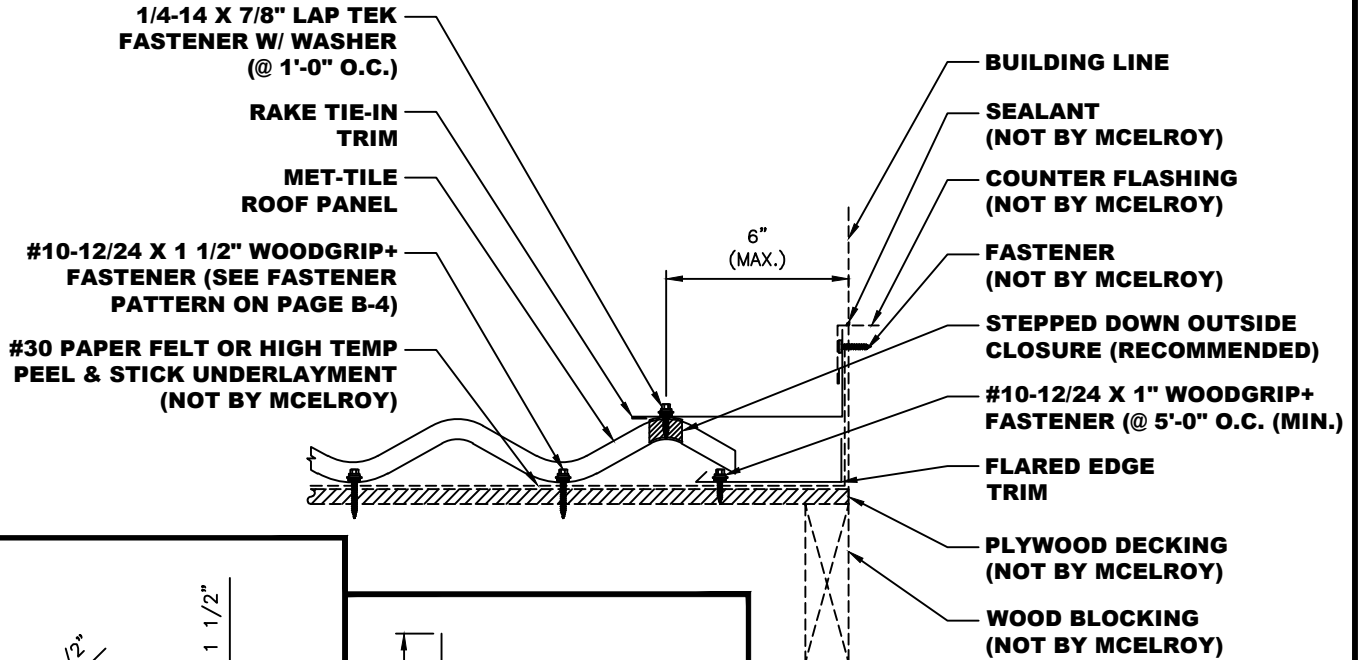 1/4-14 X 7/8" LAP TEK
FASTENER W/ WASHER
(@ 1'-0" O.C.)
RAKE TIE-IN
TRIM
MET-TILE
ROOF PANEL
#10-12/24 X 1 1/2" WOODGRIP+
FASTENER (SEE FASTENER
PATTERN ON PAGE B-4)
#30 PAPER FELT OR HIGH TEMP
PEEL & STICK UNDERLAYMENT
(NOT BY MCELROY)
6"
(MAX.)
BUILDING LINE
SEALANT
(NOT BY MCELROY)
COUNTER FLASHING
(NOT BY MCELROY)
FASTENER
(NOT BY MCELROY)
STEPPED DOWN OUTSIDE
CLOSURE (RECOMMENDED)
#10-12/24 X 1" WOODGRIP+
FASTENER (@ 5'-0" O.C. (MIN.)
FLARED EDGE
TRIM
PLYWOOD DECKING
(NOT BY MCELROY)
WOOD BLOCKING
(NOT BY MCELROY)
1 1/2"